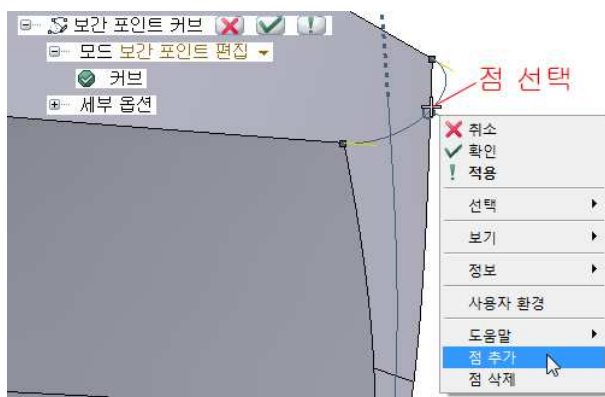 보간 포인트 커브
모드 보간 포인트 편집
커브
세부 옵션
점 선택
취소
확인
적용
선택
보기
정보
사용자 환경
도움말
점 추가
점 삭제